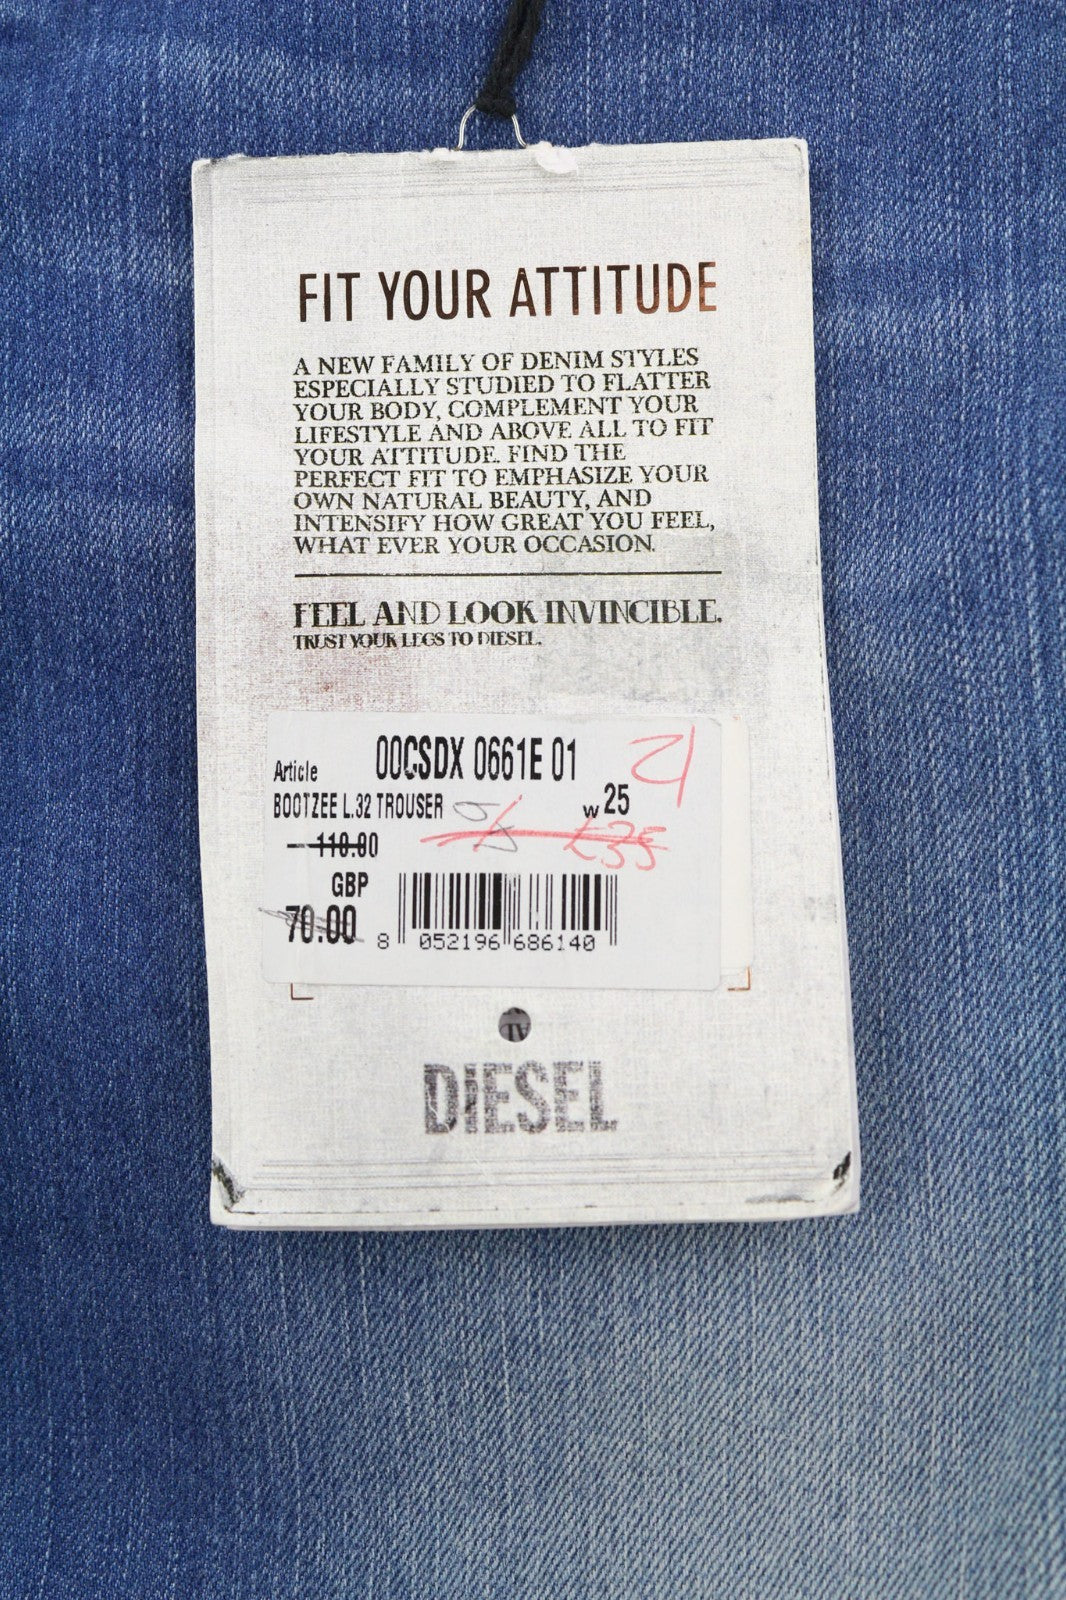 FIT YOUR ATTITUDE
A NEW FAMILY OF DENIM STYLES
ESPECIALLY STUDIED TO FLATTER
YOUR BODY, COMPLEMENT YOUR
LIFESTYLE AND ABOVE ALL TO FIT
YOUR ATTITUDE. FIND THE
PERFECT FIT TO EMPHASIZE YOUR
OWN NATURAL BEAUTY, AND
INTENSIFY HOW GREAT YOU FEEL,
WHAT EVER YOUR OCCASION.
FEEL AND LOOK INVINCIBLE.
TRUST YOUR LEGS TO DIESEL.
Article 00CSDX 0661E 01
BOOTZEE L.32 TROUSER w 25
£35
GBP
70.00
8 052196 686140
DIESEL